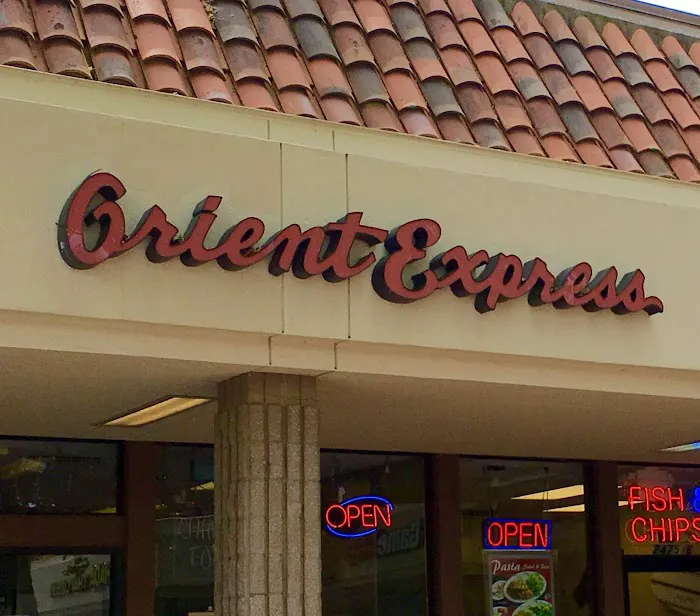 Orient Express
OPEN
OPEN
FISH &
CHIPS
Pasta